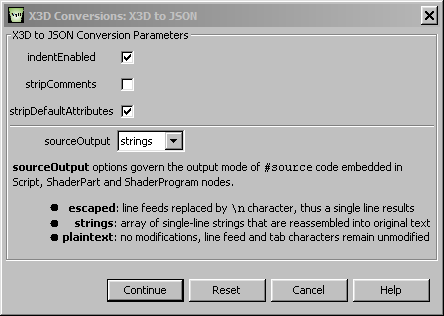 X3D Conversions: X3D to JSON
X3D to JSON Conversion Parameters
indentEnabled
stripComments
stripDefaultAttributes
sourceOutput strings
sourceOutput options govern the output mode of #source code embedded in
Script, ShaderPart and ShaderProgram nodes.
● escaped: line feeds replaced by \n character, thus a single line results
● strings: array of single-line strings that are reassembled into original text
● plaintext: no modifications, line feed and tab characters remain unmodified
Continue Reset Cancel Help